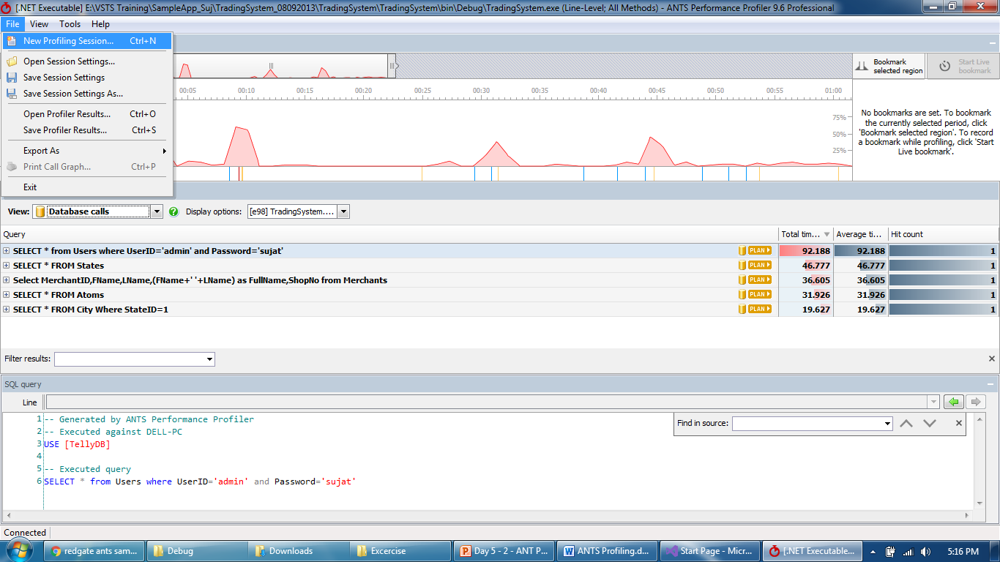 [.NET Executable] E:\VSTS Training\SampleApp_Suj\TradingSystem_08092013\TradingSystem\TradingSystem\bin\Debug\TradingSystem.exe (Line-Level; All Methods) - ANTS Performance Profiler 9.6 Professional
File View Tools Help
New Profiling Session... Ctrl+N
Open Session Settings...
Save Session Settings
Save Session Settings As...
Open Profiler Results... Ctrl+O
Save Profiler Results... Ctrl+S
Export As
Print Call Graph... Ctrl+P
Exit
Bookmark selected region
Start Live bookmark
00:05 00:10 00:15 00:20 00:25 00:30 00:35 00:40 00:45 00:50 00:55 01:00
75%
50%
25%
No bookmarks are set. To bookmark
the currently selected period, click
'Bookmark selected region'. To record
a bookmark while profiling, click 'Start
Live bookmark'.
View: Database calls Display options: [e98] TradingSystem....
Query Total tim... Average ti... Hit count
SELECT * from Users where UserID='admin' and Password='sujat' PLAN 92.188 92.188 1
SELECT * FROM States PLAN 46.777 46.777 1
Select MerchantID,FName,LName,(FName+' '+LName) as FullName,ShopNo from Merchants PLAN 36.605 36.605 1
SELECT * FROM Atoms PLAN 31.926 31.926 1
SELECT * FROM City Where StateID=1 PLAN 19.627 19.627 1
Filter results:
SQL query
Line
Find in source:
1 -- Generated by ANTS Performance Profiler
2 -- Executed against DELL-PC
3 USE [TellyDB]
4
5 -- Executed query
6 SELECT * from Users where UserID='admin' and Password='sujat'
Connected
redgate ants sam... Debug Downloads Excercise Day 5 - 2 - ANT P... ANTS Profiling.d... Start Page - Micr... [.NET Executable... 5:16 PM